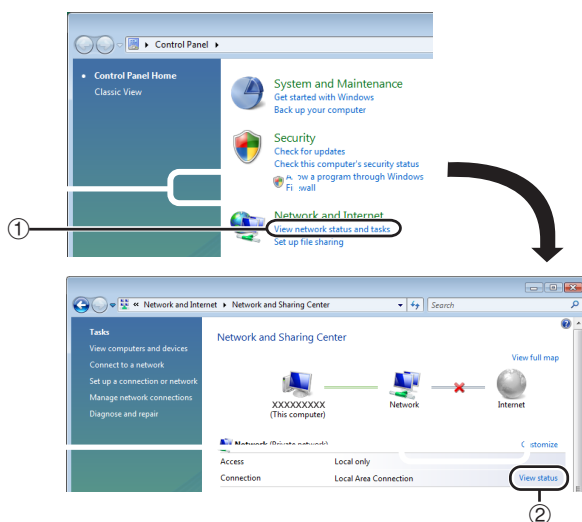 Control Panel
Control Panel Home
Classic View
System and Maintenance
Get started with Windows
Back up your computer
Security
Check for updates
Check this computer's security status
a program through Windows
Network and Internet
① View network status and tasks
Set up file sharing
« Network and Internet Network and Sharing Center
Search
Tasks
View computers and devices
Connect to a network
Set up a connection or network
Manage network connections
Diagnose and repair
Network and Sharing Center
View full map
XXXXXXXXX
(This computer)
Network
Internet
Network (Private network)
Access Local only
Connection Local Area Connection View status
②